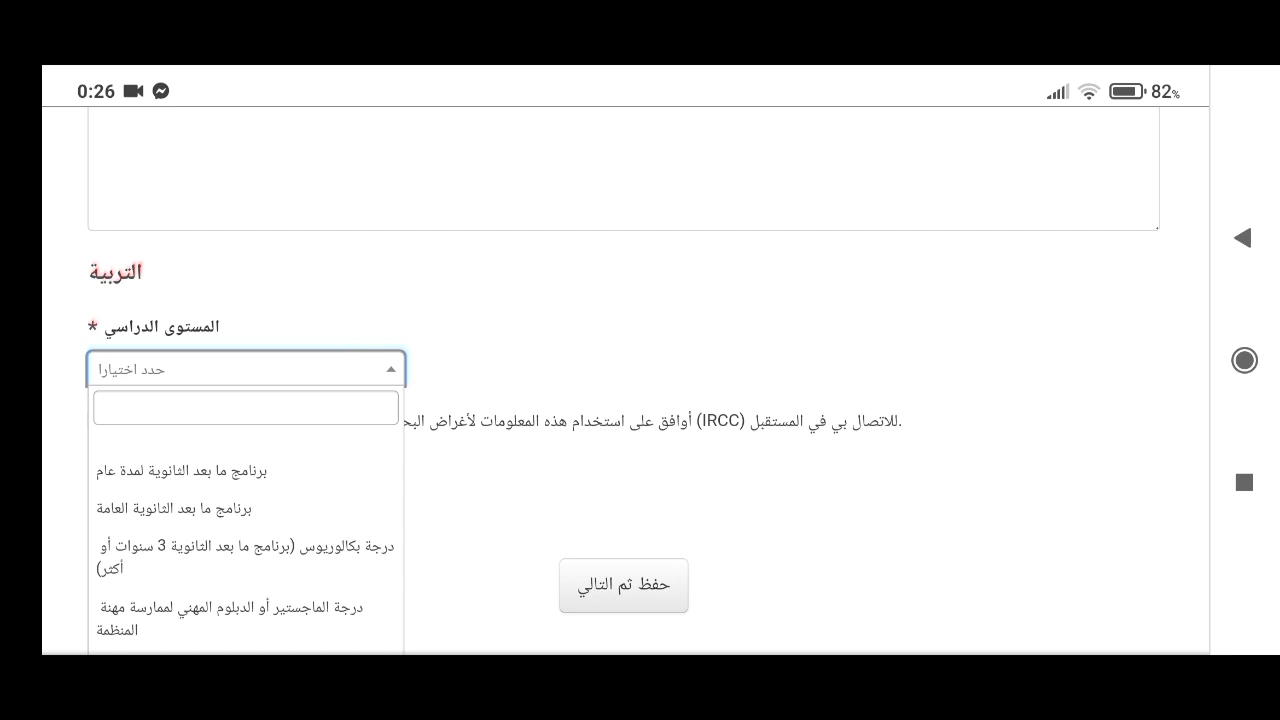 0:26
82%
التربية
المستوى الدراسي *
حدد اختيارا
أوافق على استخدام هذه المعلومات لأغراض (IRCC) للاتصال بي في المستقبل.
برنامج ما بعد الثانوية لمدة عام
برنامج ما بعد الثانوية العامة
درجة بكالوريوس (برنامج ما بعد الثانوية 3 سنوات أو
أكثر)
درجة الماجستير أو الدبلوم المهني لممارسة مهنة
المنظمة
حفظ ثم التالي